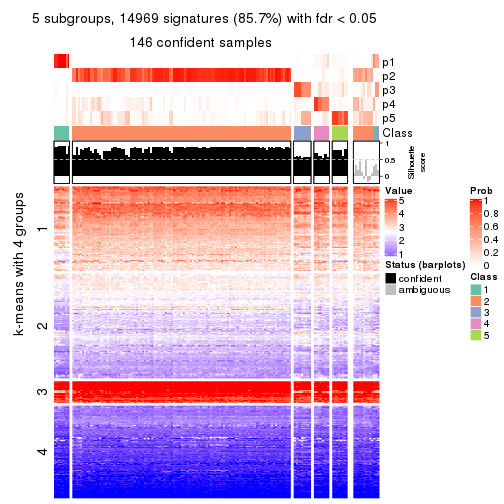 5 subgroups, 14969 signatures (85.7%) with fdr < 0.05
146 confident samples
p1
p2
p3
p4
p5
Class
1
0.5
0
Silhouette
score
k-means with 4 groups
1
2
3
4
Value
5
4
3
2
1
Status (barplots)
confident
ambiguous
Prob
1
0.8
0.6
0.4
0.2
0
Class
1
2
3
4
5